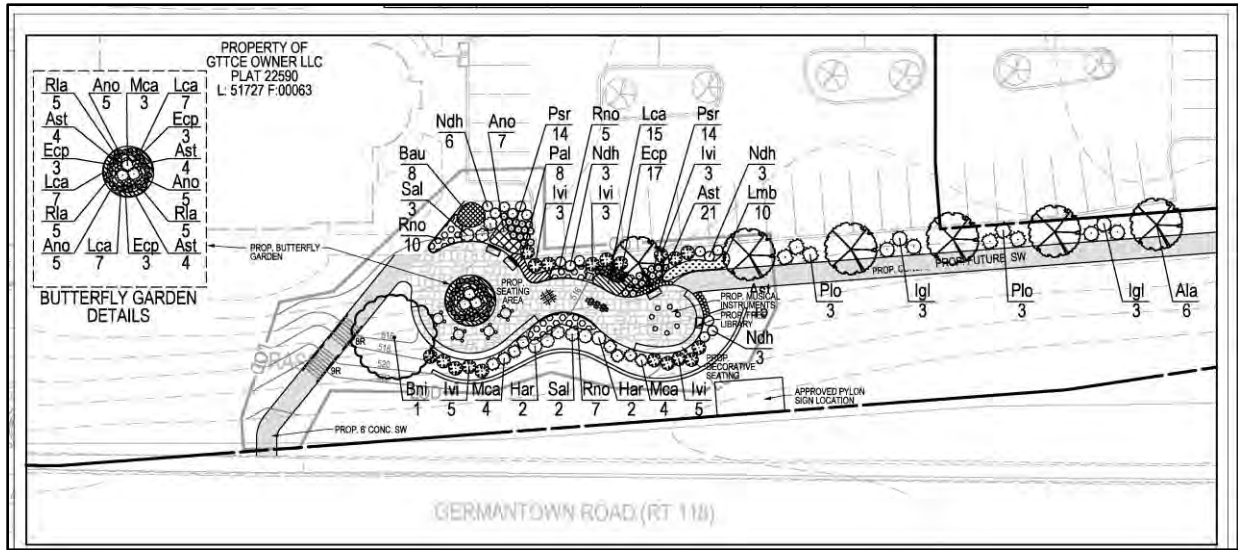 PROPERTY OF
GTTCE OWNER LLC
PLAT 22590
L: 51727 F:00063
Rla
5
Ano
5
Mca
3
Lca
7
Ast
4
Ecp
3
Ecp
3
Ast
4
Lca
7
Ano
5
Rla
5
Rla
5
Ano
5
Lca
7
Ecp
3
Ast
4
BUTTERFLY GARDEN
DETAILS
PROP. BUTTERFLY
GARDEN
Ndh
6
Ano
7
Psr
14
Rno
5
Lca
15
Psr
14
Bau
8
Pal
8
Ndh
3
Ecp
17
Ivi
3
Ndh
3
Sal
3
Ivi
3
Ivi
3
Ast
21
Lmb
10
Rno
10
PROP.
SEATING
AREA
516
PROP. FUTURE SW
Ast
PROP. MUSICAL
INSTRUMENTS
PROP. FREE
LIBRARY
Ndh
3
PROP.
DECORATIVE
SEATING
Plo
3
Igl
3
Plo
3
Igl
3
Ala
6
8R
9R
516
518
520
Bni
1
Ivi
5
Mca
4
Har
2
Sal
2
Rno
7
Har
2
Mca
4
Ivi
5
APPROVED PYLON
SIGN LOCATION
PROP. 6' CONC. SW
GERMANTOWN ROAD (RT 118)